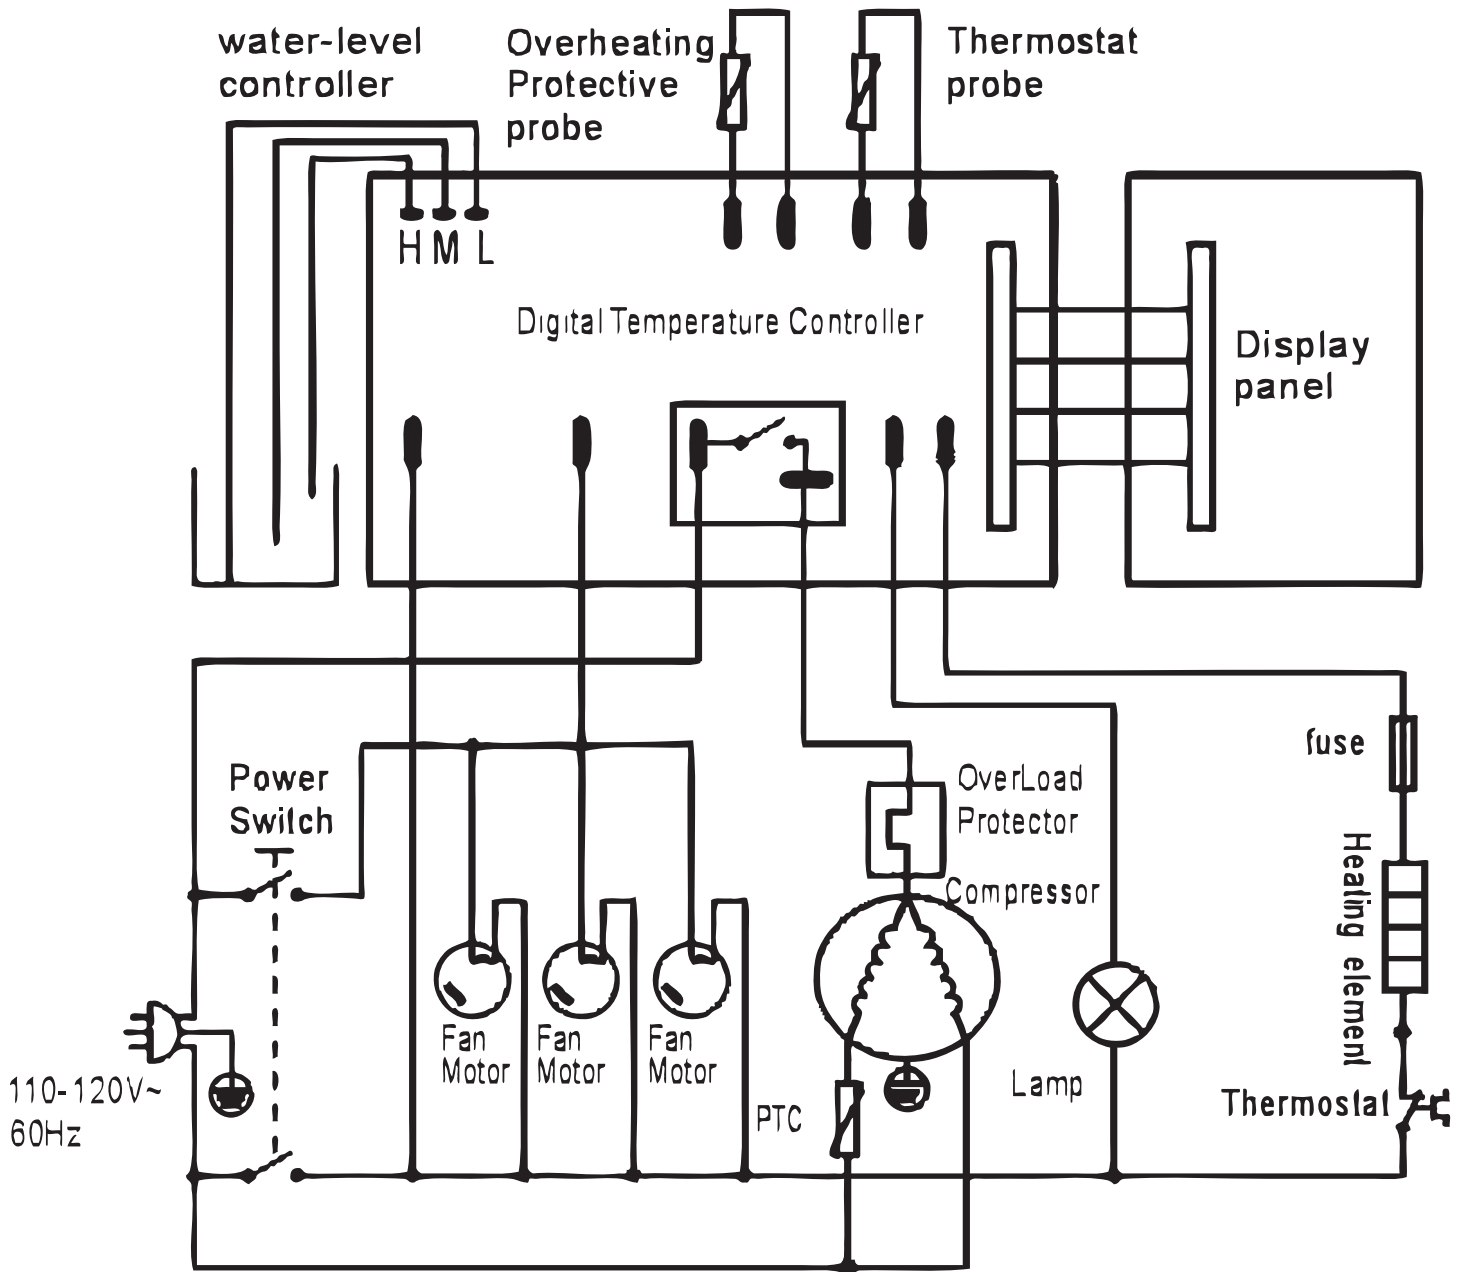 water-level
controller
Overheating
Protective
probe
Thermostat
probe
H M L
Digital Temperature Controller
Display
panel
Power
Switch
fuse
OverLoad
Protector
Compressor
Heating element
Fan
Motor
Fan
Motor
Fan
Motor
110-120V~
60Hz
PTC
Lamp
Thermostat